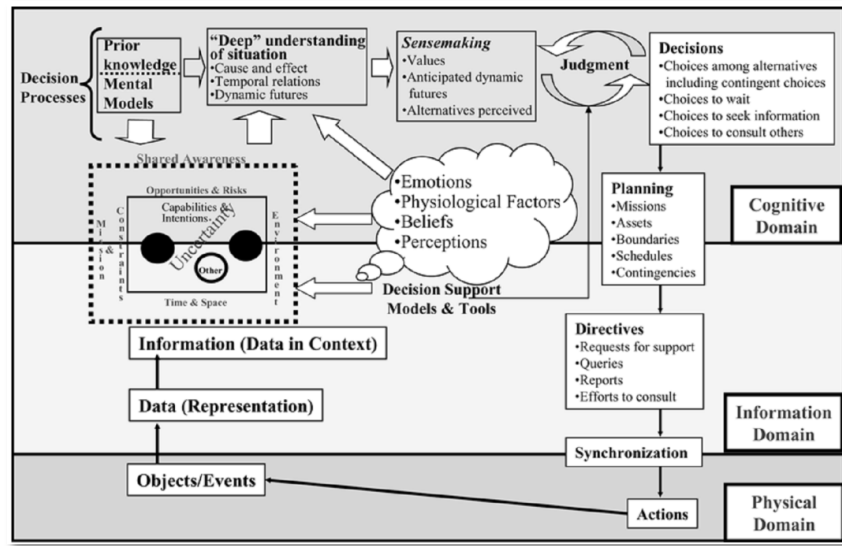 Decision
Processes
Prior
knowledge
Mental
Models
“Deep” understanding
of situation
•Cause and effect
•Temporal relations
•Dynamic futures
Sensemaking
•Values
•Anticipated dynamic
futures
•Alternatives perceived
Judgment
Decisions
•Choices among alternatives
including contingent choices
•Choices to wait
•Choices to seek information
•Choices to consult others
Shared Awareness
Opportunities & Risks
Mission
&
Constraints
Capabilities &
Intentions
Uncertainty
Other
Environment
Time & Space
•Emotions
•Physiological Factors
•Beliefs
•Perceptions
Decision Support
Models & Tools
Planning
•Missions
•Assets
•Boundaries
•Schedules
•Contingencies
Cognitive
Domain
Information (Data in Context)
Data (Representation)
Directives
•Requests for support
•Queries
•Reports
•Efforts to consult
Information
Domain
Synchronization
Objects/Events
Actions
Physical
Domain